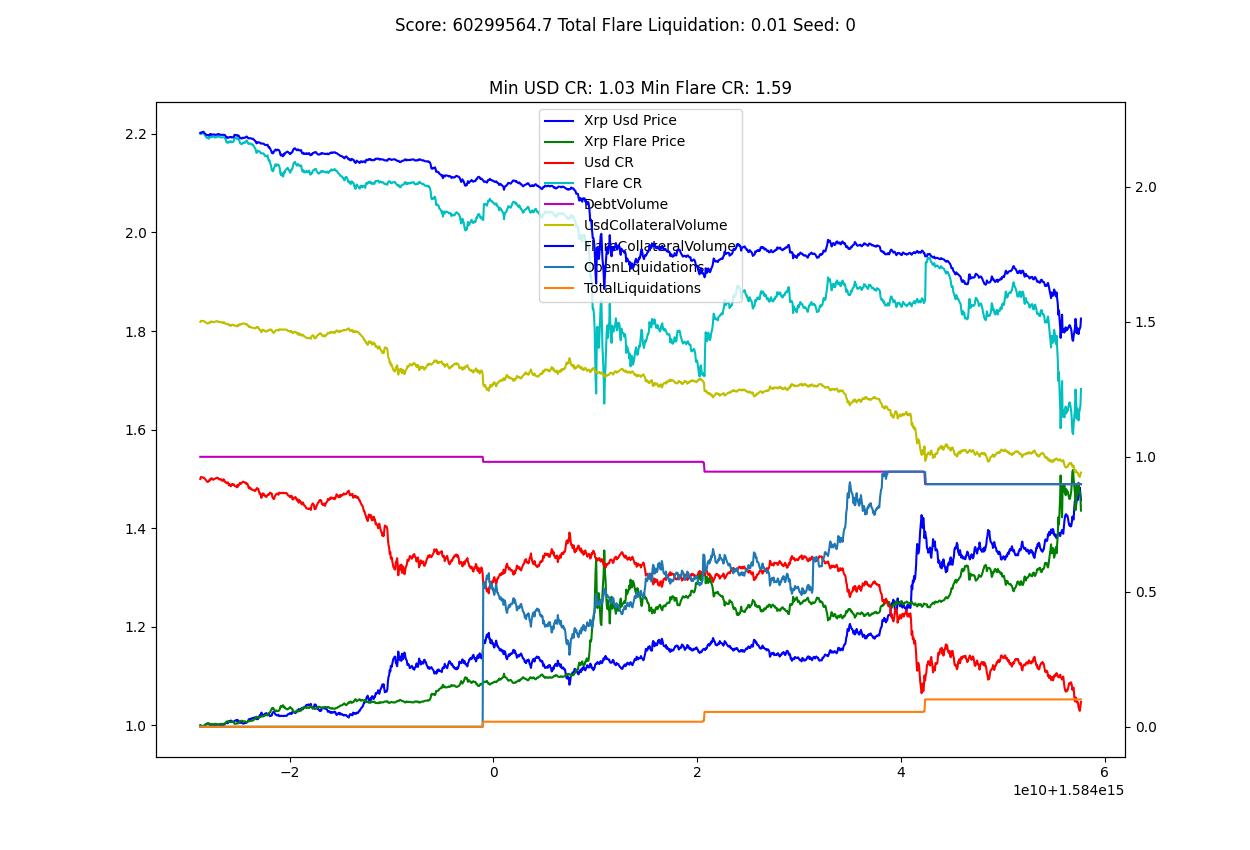 Score: 60299564.7 Total Flare Liquidation: 0.01 Seed: 0
Min USD CR: 1.03 Min Flare CR: 1.59
Xrp Usd Price
Xrp Flare Price
Usd CR
Flare CR
DebtVolume
UsdCollateralVolume
FlareCollateralVolume
OpenLiquidations
TotalLiquidations
2.2
2.0
1.8
1.6
1.4
1.2
1.0
2.0
1.5
1.0
0.5
0.0
−2 0 2 4 6
1e10+1.584e15